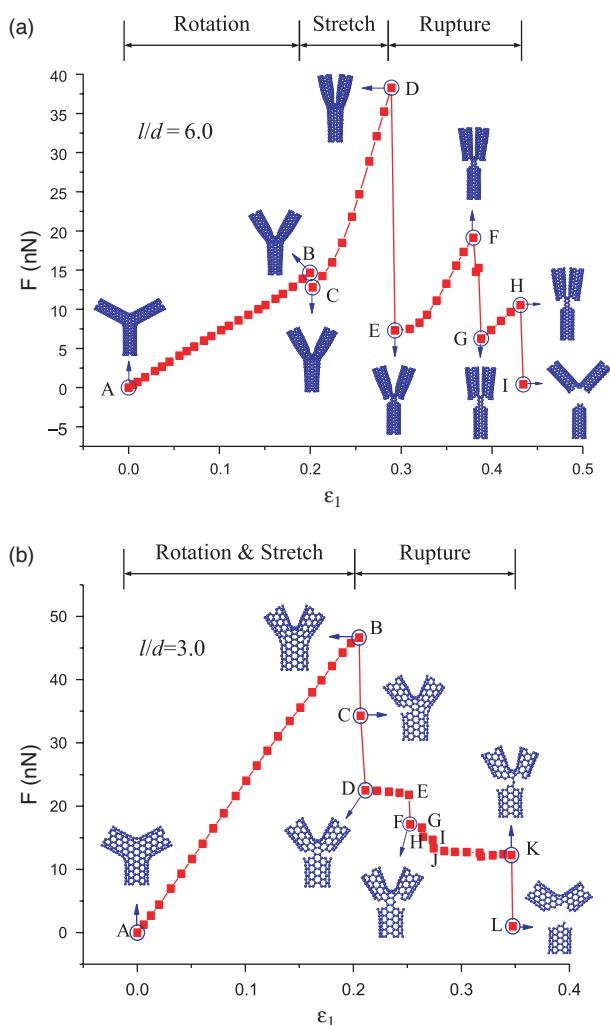 (a)
Rotation Stretch Rupture
40
35
30
25
20
15
10
5
0
−5
F (nN)
l/d = 6.0
A
B
C
D
E
F
G
H
I
0.0 0.1 0.2 0.3 0.4 0.5
ε1
(b)
Rotation & Stretch Rupture
50
40
30
20
10
0
F (nN)
l/d=3.0
A
B
C
D
E
F
G
H
I
J
K
L
0.0 0.1 0.2 0.3 0.4
ε1